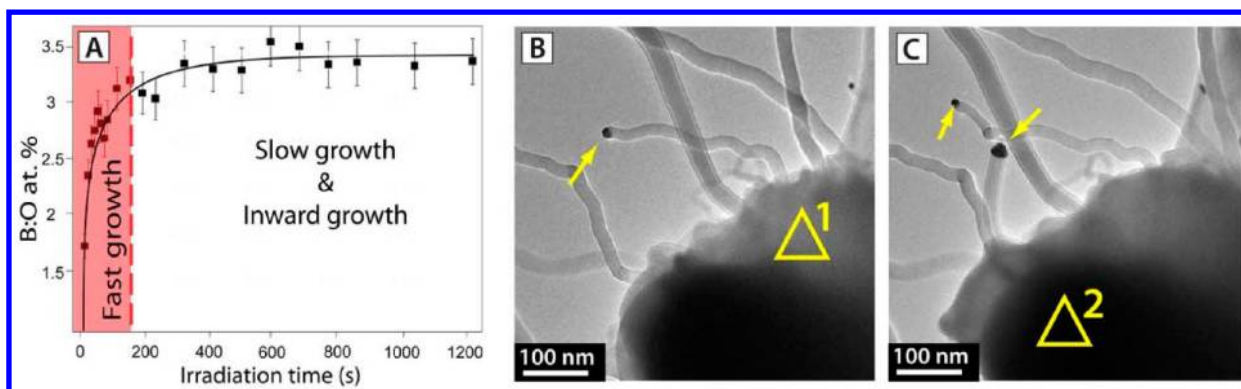 A
3.5
3
2.5
2
1.5
B:O at. %
Fast growth
Slow growth
&
Inward growth
0 200 400 600 800 1000 1200
Irradiation time (s)
B
△1
100 nm
C
△2
100 nm